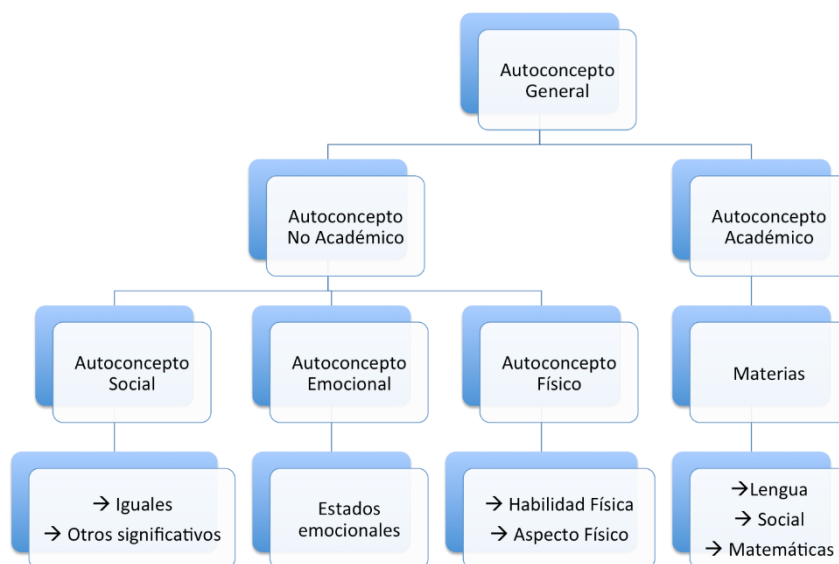 Autoconcepto
General
Autoconcepto
No Académico
Autoconcepto
Académico
Autoconcepto
Social
Autoconcepto
Emocional
Autoconcepto
Físico
Materias
→ Iguales
→ Otros significativos
Estados
emocionales
→ Habilidad Física
→ Aspecto Físico
→Lengua
→ Social
→ Matemáticas